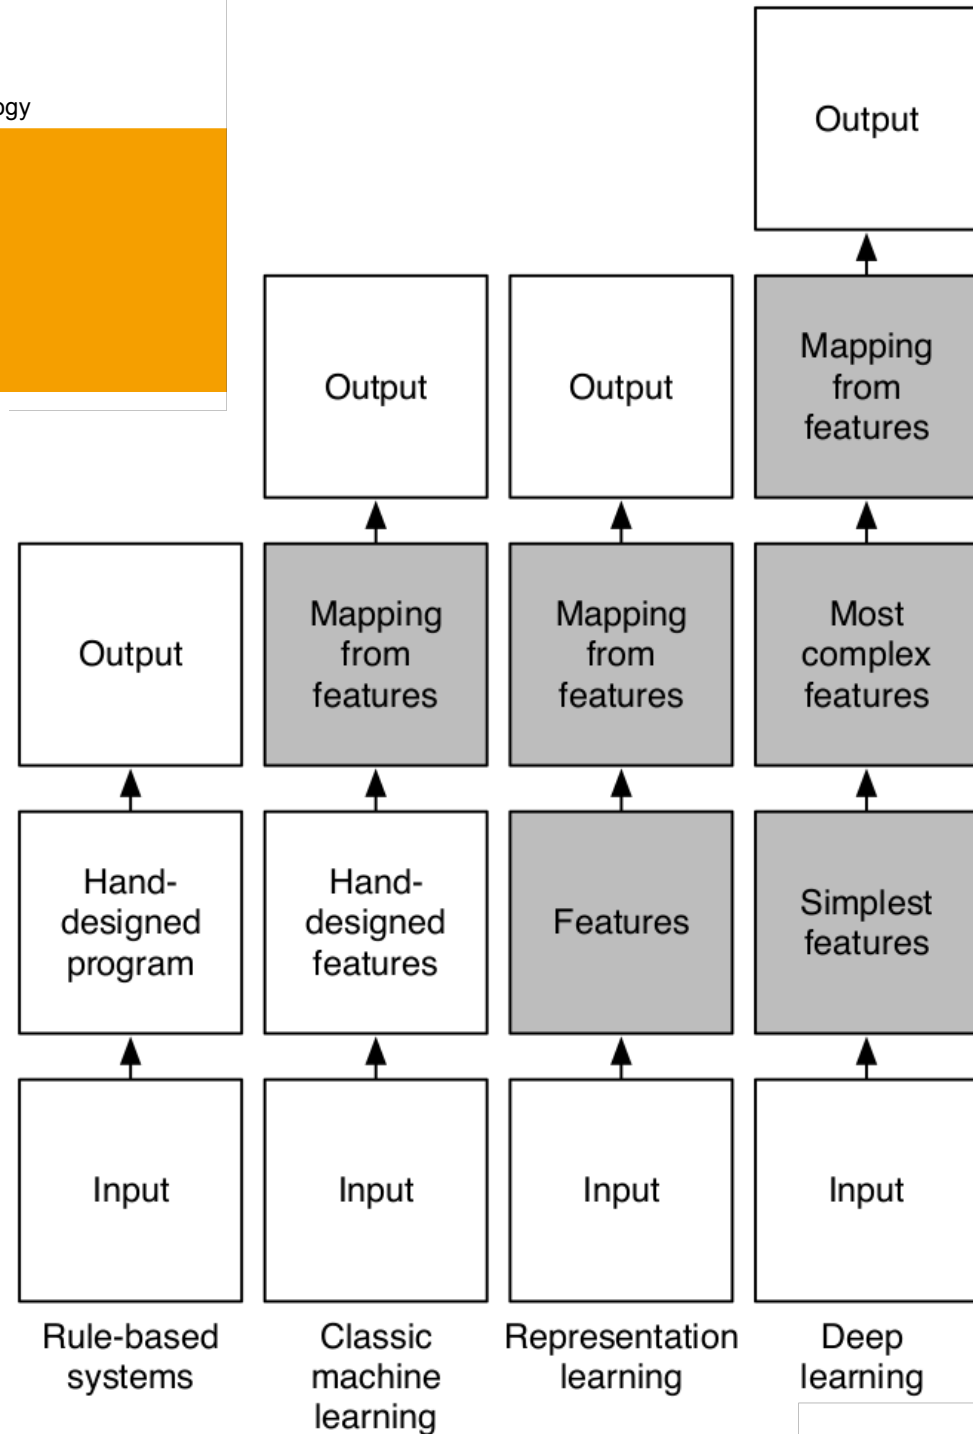 ogy
Output
Output
Output
Mapping
from
features
Output
Mapping
from
features
Mapping
from
features
Most
complex
features
Hand-
designed
program
Hand-
designed
features
Features
Simplest
features
Input
Input
Input
Input
Rule-based
systems
Classic
machine
learning
Representation
learning
Deep
learning